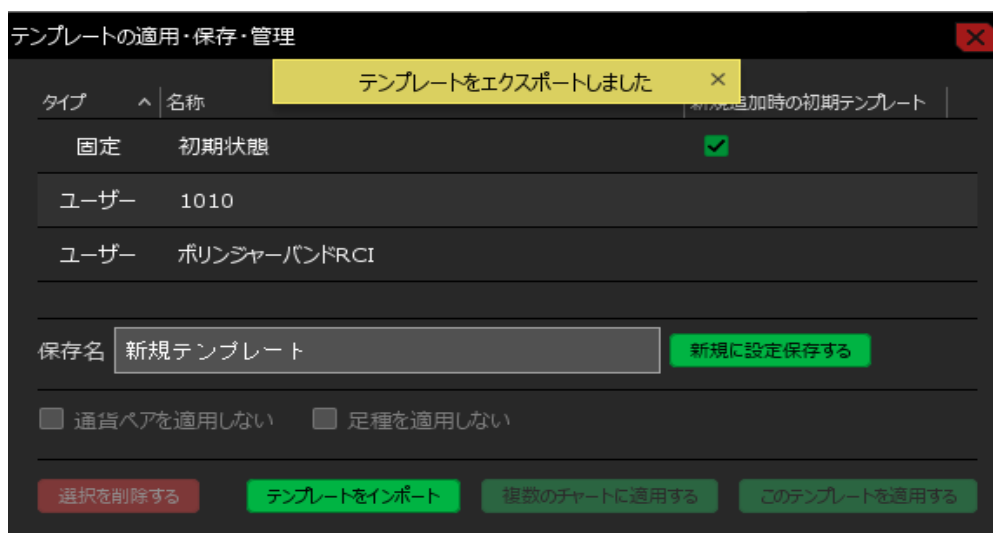 テンプレートの適用・保存・管理
テンプレートをエクスポートしました
タイプ 名称 新規追加時の初期テンプレート
固定 初期状態
ユーザー 1010
ユーザー ボリンジャーバンドRCI
保存名 新規テンプレート 新規に設定保存する
通貨ペアを適用しない 足種を適用しない
選択を削除する テンプレートをインポート 複数のチャートに適用する このテンプレートを適用する